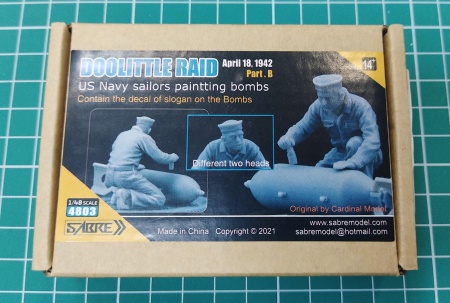 DOOLITTLE RAID April 18, 1942
Part . B
14+
US Navy sailors paintting bombs
Contain the decal of slogan on the Bombs
Different two heads
1/48 SCALE
4803
Original by Cardinal Model
SABRE
www.sabremodel.com
Made in China Copyright © 2021
sabremodel@hotmail.com